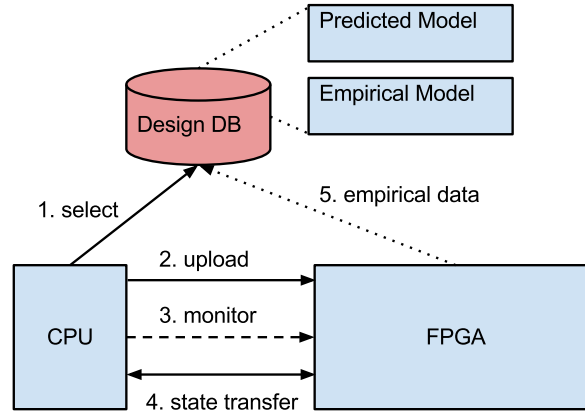 Predicted Model
Empirical Model
Design DB
1. select
5. empirical data
2. upload
CPU
3. monitor
FPGA
4. state transfer